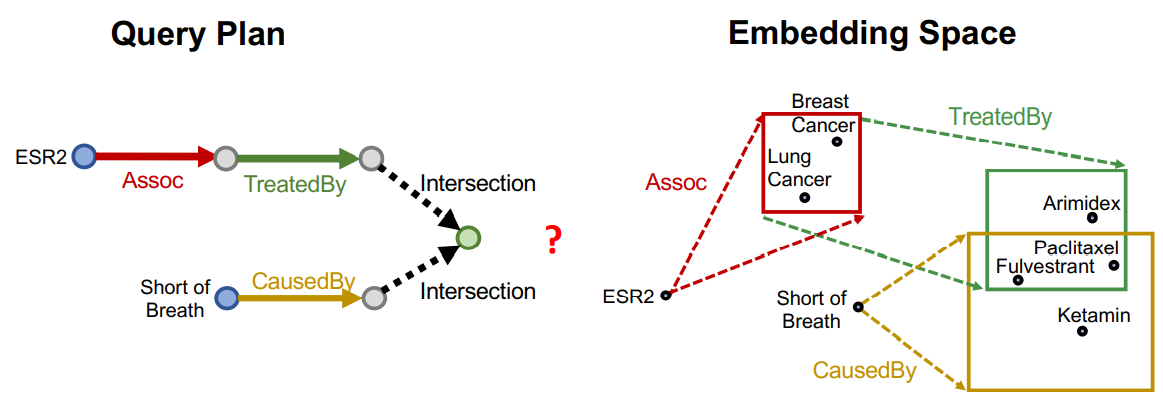 Query Plan
ESR2
Assoc
TreatedBy
Intersection
?
Short of
Breath
CausedBy
Intersection
Embedding Space
Breast
Cancer
Lung
Cancer
TreatedBy
Assoc
Arimidex
Paclitaxel
Fulvestrant
ESR2
Short of
Breath
Ketamin
CausedBy